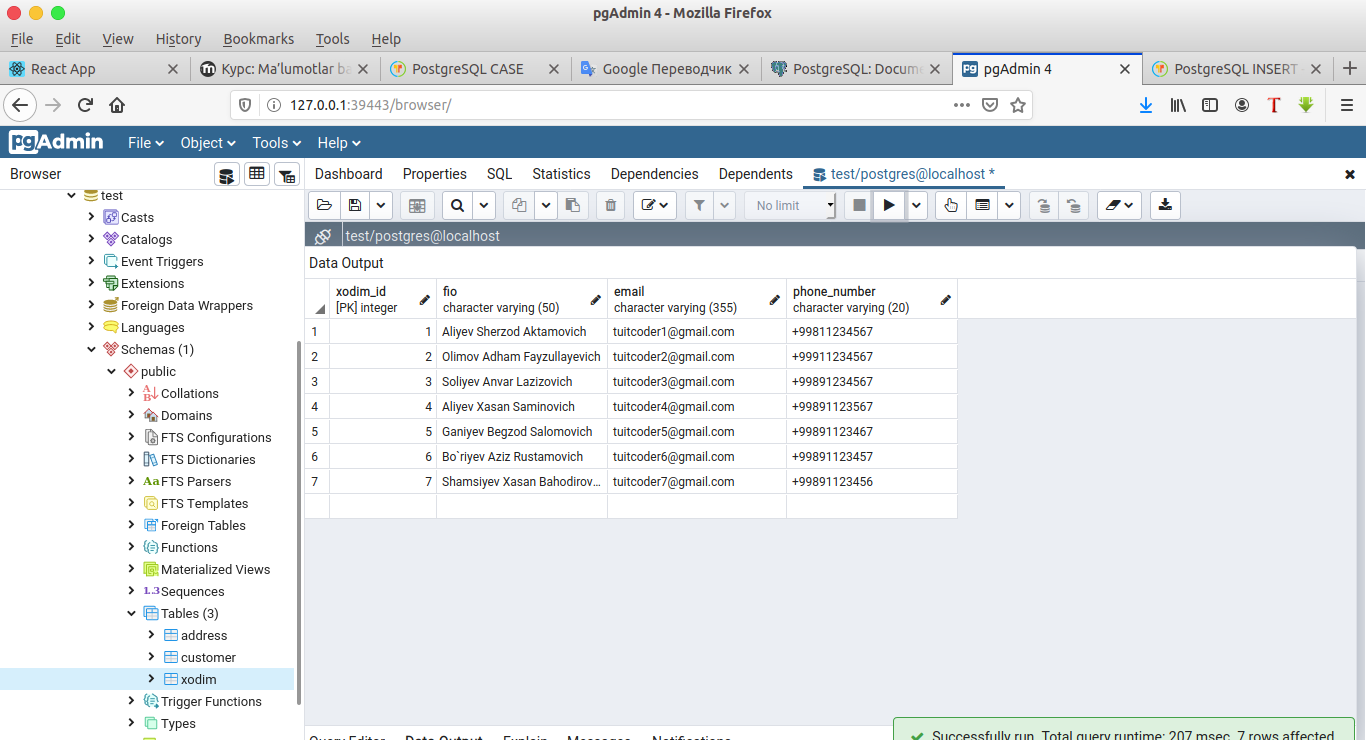 pgAdmin 4 - Mozilla Firefox
File Edit View History Bookmarks Tools Help
React App
Курс: Ma'lumotlar ba
PostgreSQL CASE
Google Переводчик
PostgreSQL: Docum
pgAdmin 4
PostgreSQL INSERT
127.0.0.1:39443/browser/
pgAdmin File Object Tools Help
Browser
Dashboard Properties SQL Statistics Dependencies Dependents test/postgres@localhost *
No limit
test/postgres@localhost
test
Casts
Catalogs
Event Triggers
Extensions
Foreign Data Wrappers
Languages
Schemas (1)
public
Collations
Domains
FTS Configurations
FTS Dictionaries
FTS Parsers
FTS Templates
Foreign Tables
Functions
Materialized Views
1..3 Sequences
Tables (3)
address
customer
xodim
Trigger Functions
Types
Data Output
xodim_id [PK] integer
fio character varying (50)
email character varying (355)
phone_number character varying (20)
1 1 Aliyev Sherzod Aktamovich tuitcoder1@gmail.com +99811234567
2 2 Olimov Adham Fayzullayevich tuitcoder2@gmail.com +99911234567
3 3 Soliyev Anvar Lazizovich tuitcoder3@gmail.com +99891234567
4 4 Aliyev Xasan Saminovich tuitcoder4@gmail.com +99891123567
5 5 Ganiyev Begzod Salomovich tuitcoder5@gmail.com +99891123467
6 6 Bo`riyev Aziz Rustamovich tuitcoder6@gmail.com +99891123457
7 7 Shamsiyev Xasan Bahodirov... tuitcoder7@gmail.com +99891123456
Query Editor Data Output Explain Messages Notifications
Successfully run. Total query runtime: 207 msec. 7 rows affected.